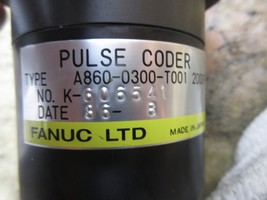 PULSE CODER
TYPE A860-0300-T001
NO. K-606541
DATE 86- 8
FANUC LTD MADE IN JAPAN